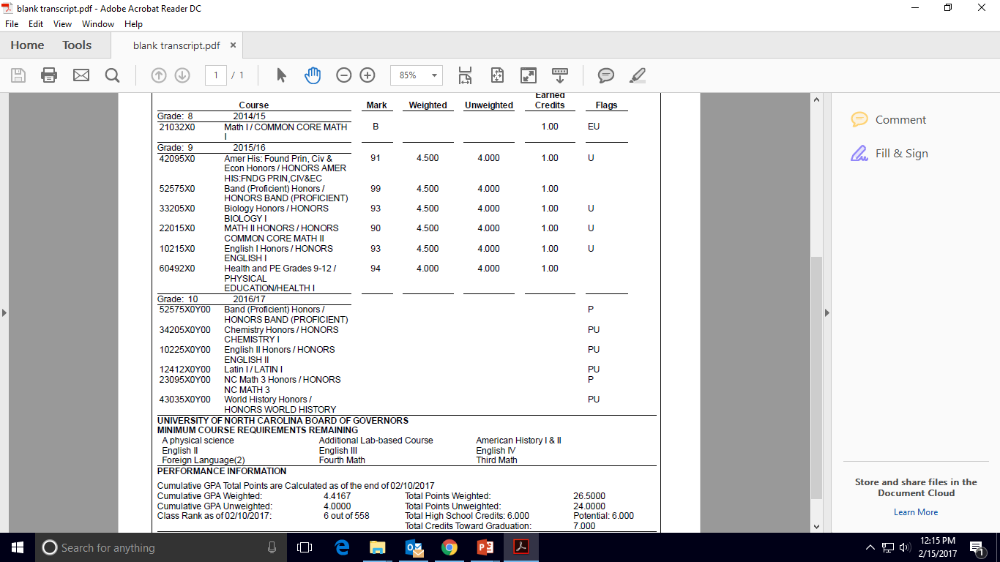 blank transcript.pdf - Adobe Acrobat Reader DC
File Edit View Window Help
Home Tools blank transcript.pdf ×
1 / 1 85%
Course Mark Weighted Unweighted Earned Credits Flags
Grade: 8 2014/15
21032X0 Math I / COMMON CORE MATH B 1.00 EU
I
Grade: 9 2015/16
42095X0 Amer His: Found Prin, Civ & 91 4.500 4.000 1.00 U
Econ Honors / HONORS AMER
HIS:FNDG PRIN,CIV&EC
52575X0 Band (Proficient) Honors / 99 4.500 4.000 1.00
HONORS BAND (PROFICIENT)
33205X0 Biology Honors / HONORS 93 4.500 4.000 1.00 U
BIOLOGY I
22015X0 MATH II HONORS / HONORS 90 4.500 4.000 1.00 U
COMMON CORE MATH II
10215X0 English I Honors / HONORS 93 4.500 4.000 1.00 U
ENGLISH I
60492X0 Health and PE Grades 9-12 / 94 4.000 4.000 1.00
PHYSICAL
EDUCATION/HEALTH I
Grade: 10 2016/17
52575X0Y00 Band (Proficient) Honors / P
HONORS BAND (PROFICIENT)
34205X0Y00 Chemistry Honors / HONORS PU
CHEMISTRY I
10225X0Y00 English II Honors / HONORS PU
ENGLISH II
12412X0Y00 Latin I / LATIN I PU
23095X0Y00 NC Math 3 Honors / HONORS P
NC MATH 3
43035X0Y00 World History Honors / PU
HONORS WORLD HISTORY
UNIVERSITY OF NORTH CAROLINA BOARD OF GOVERNORS
MINIMUM COURSE REQUIREMENTS REMAINING
A physical science Additional Lab-based Course American History I & II
English II English III English IV
Foreign Language(2) Fourth Math Third Math
PERFORMANCE INFORMATION
Cumulative GPA Total Points are Calculated as of the end of 02/10/2017
Cumulative GPA Weighted: 4.4167 Total Points Weighted: 26.5000
Cumulative GPA Unweighted: 4.0000 Total Points Unweighted: 24.0000
Class Rank as of 02/10/2017: 6 out of 558 Total High School Credits: 6.000 Potential: 6.000
Total Credits Toward Graduation: 7.000
Comment
Fill & Sign
Store and share files in the
Document Cloud
Learn More
Search for anything
12:15 PM
2/15/2017
1